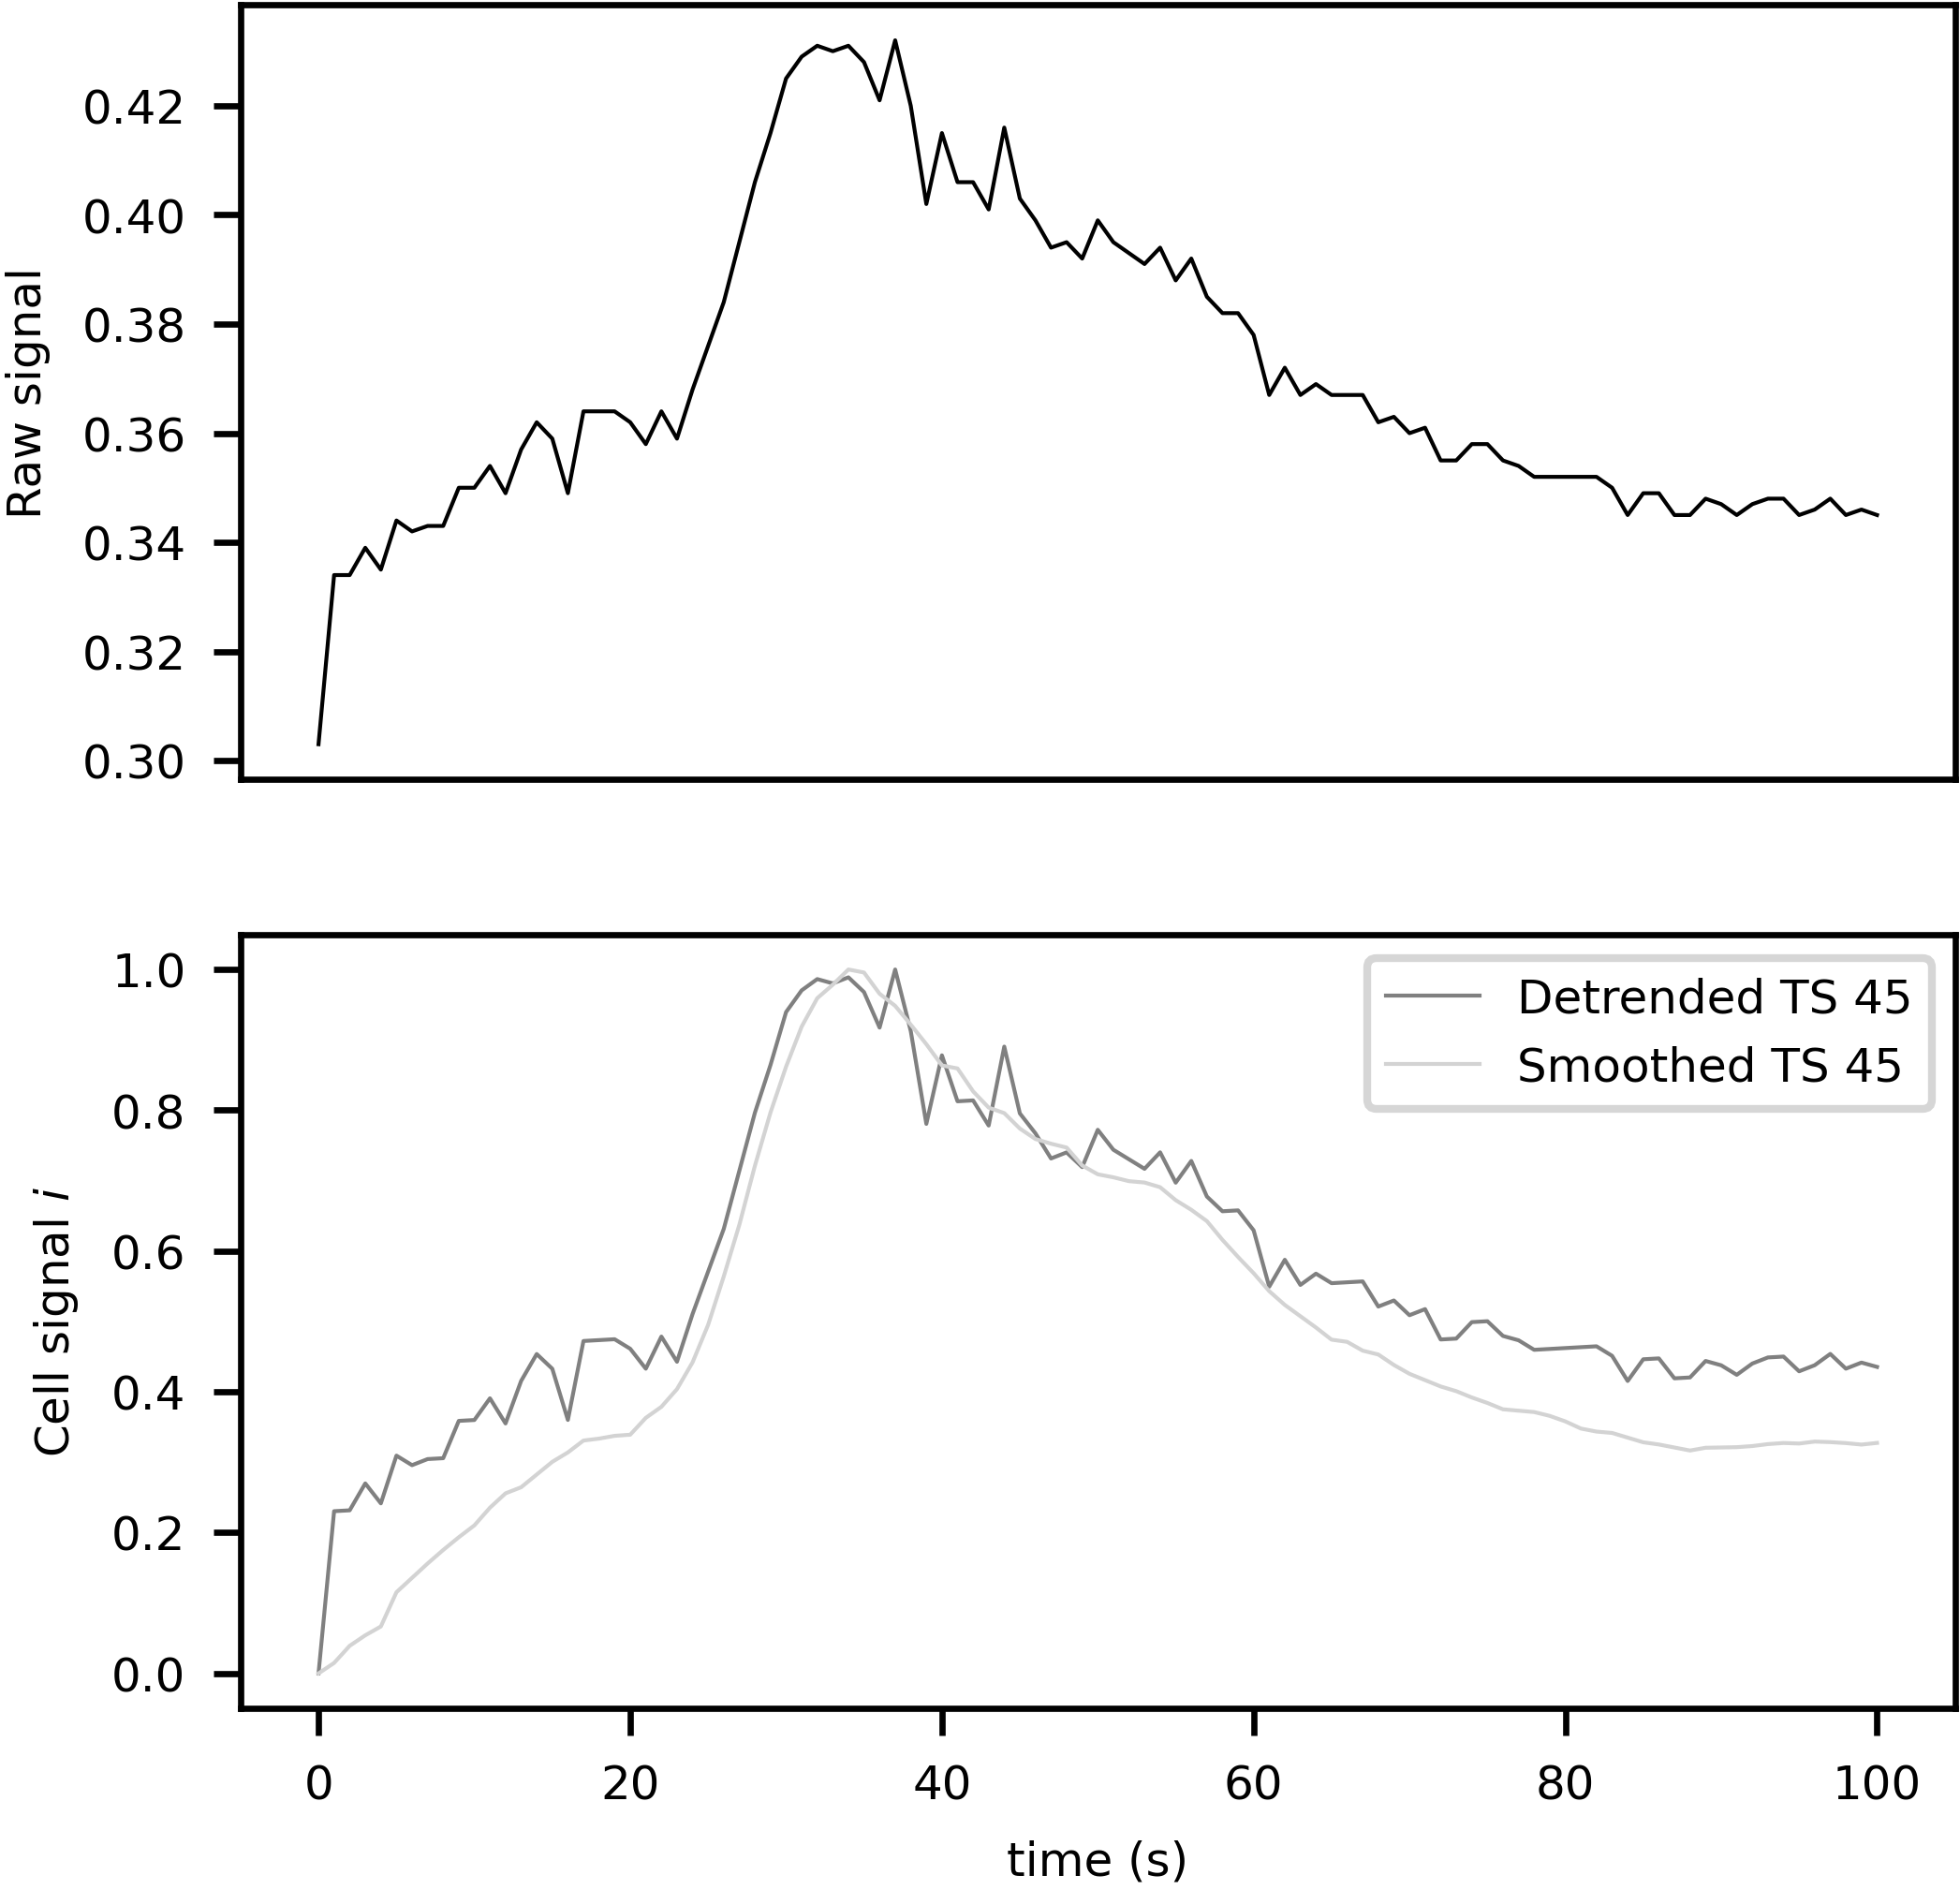 Raw signal
0.42
0.40
0.38
0.36
0.34
0.32
0.30
Cell signal i
1.0
0.8
0.6
0.4
0.2
0.0
Detrended TS 45
Smoothed TS 45
0 20 40 60 80 100
time (s)